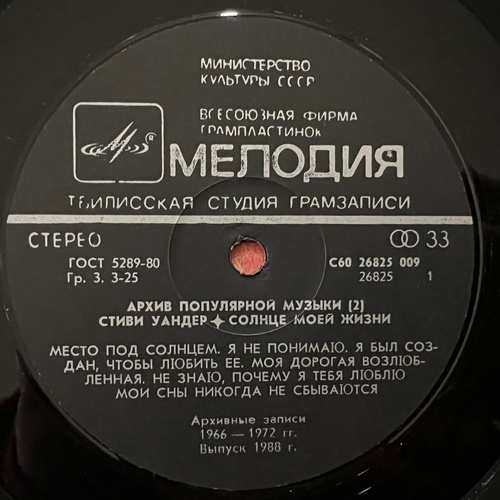 МИНИСТЕРСТВО
КУЛЬТУРЫ СССР
ВСЕСОЮЗНАЯ ФИРМА
ГРАМПЛАСТИНОК
МЕЛОДИЯ
ТБИЛИССКАЯ СТУДИЯ ГРАМЗАПИСИ
СТЕРЕО 33
ГОСТ 5289-80 С60 26825 009
Гр. 3. 3-25 26825 1
АРХИВ ПОПУЛЯРНОЙ МУЗЫКИ (2)
СТИВИ УАНДЕР ✦ СОЛНЦЕ МОЕЙ ЖИЗНИ
МЕСТО ПОД СОЛНЦЕМ. Я НЕ ПОНИМАЮ. Я БЫЛ СОЗ-
ДАН, ЧТОБЫ ЛЮБИТЬ ЕЕ. МОЯ ДОРОГАЯ ВОЗЛЮБ-
ЛЕННАЯ. НЕ ЗНАЮ, ПОЧЕМУ Я ТЕБЯ ЛЮБЛЮ
МОИ СНЫ НИКОГДА НЕ СБЫВАЮТСЯ
Архивные записи
1966 — 1972 гг.
Выпуск 1988 г.